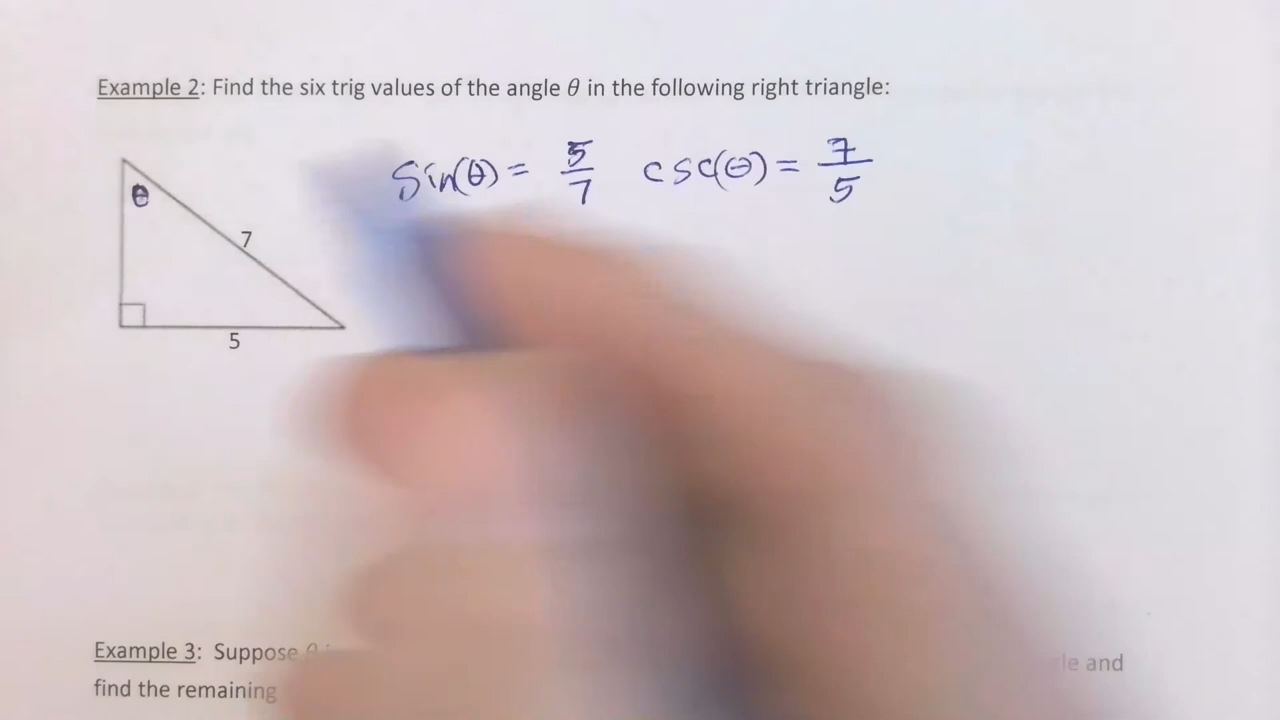 Example 2: Find the six trig values of the angle θ in the following right triangle:
sin(θ) = 5/7 csc(θ) = 7/5
θ
7
5
Example 3: Suppose θ and
find the remaining